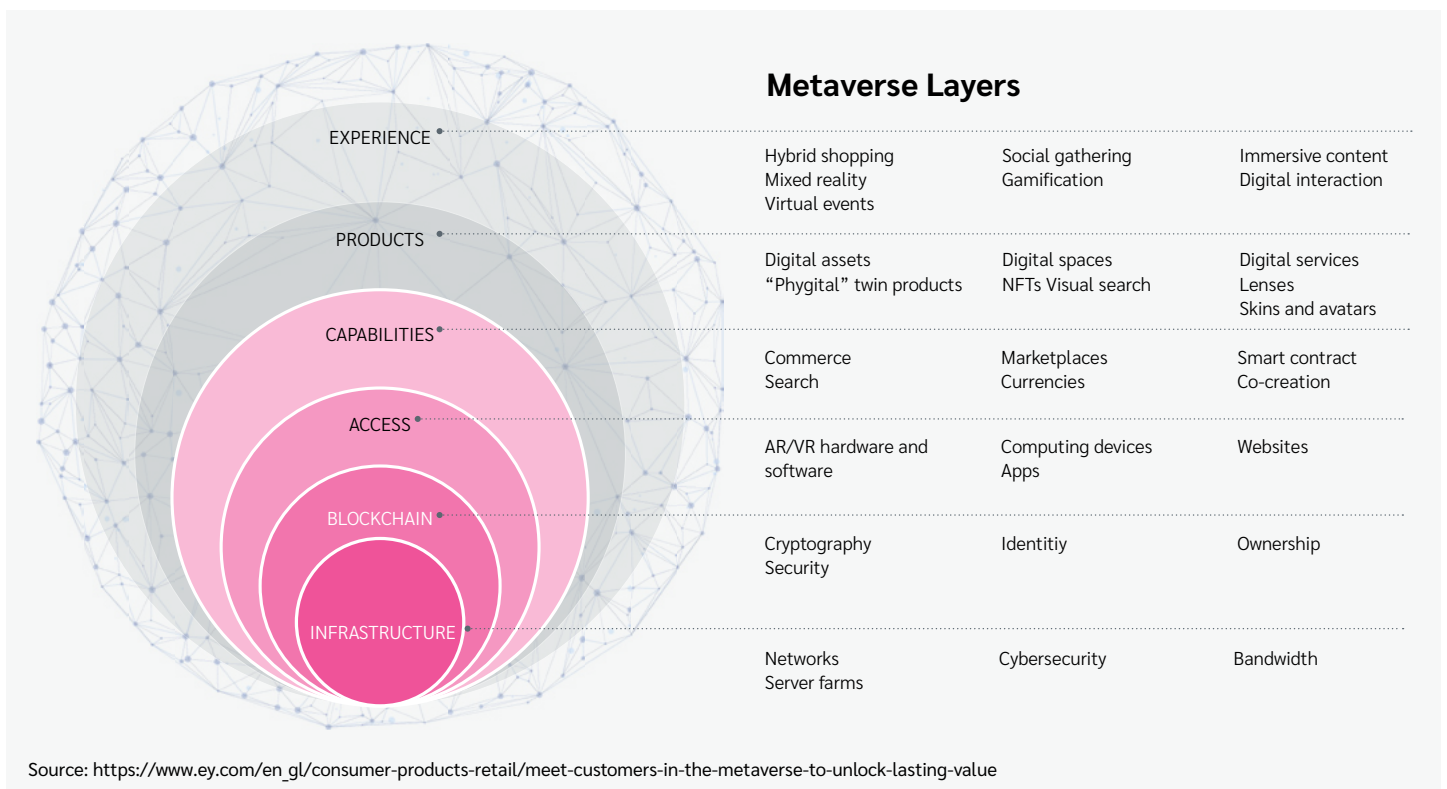 Metaverse Layers
EXPERIENCE
Hybrid shopping
Mixed reality
Virtual events
Social gathering
Gamification
Immersive content
Digital interaction
PRODUCTS
Digital assets
“Phygital” twin products
Digital spaces
NFTs Visual search
Digital services
Lenses
Skins and avatars
CAPABILITIES
Commerce
Search
Marketplaces
Currencies
Smart contract
Co-creation
ACCESS
AR/VR hardware and
software
Computing devices
Apps
Websites
BLOCKCHAIN
Cryptography
Security
Identitiy
Ownership
INFRASTRUCTURE
Networks
Server farms
Cybersecurity
Bandwidth
Source: https://www.ey.com/en_gl/consumer-products-retail/meet-customers-in-the-metaverse-to-unlock-lasting-value